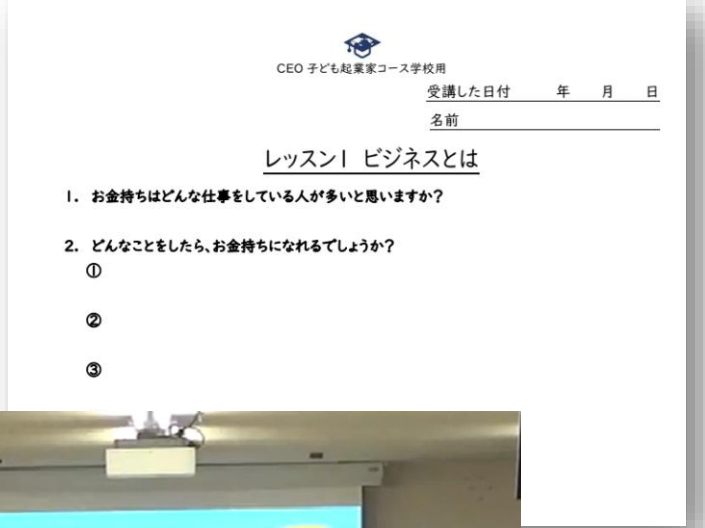 CEO 子ども起業家コース学校用
受講した日付 年 月 日
名前
レッスン1 ビジネスとは
1. お金持ちはどんな仕事をしている人が多いと思いますか?
2. どんなことをしたら、お金持ちになれるでしょうか?
①
②
③